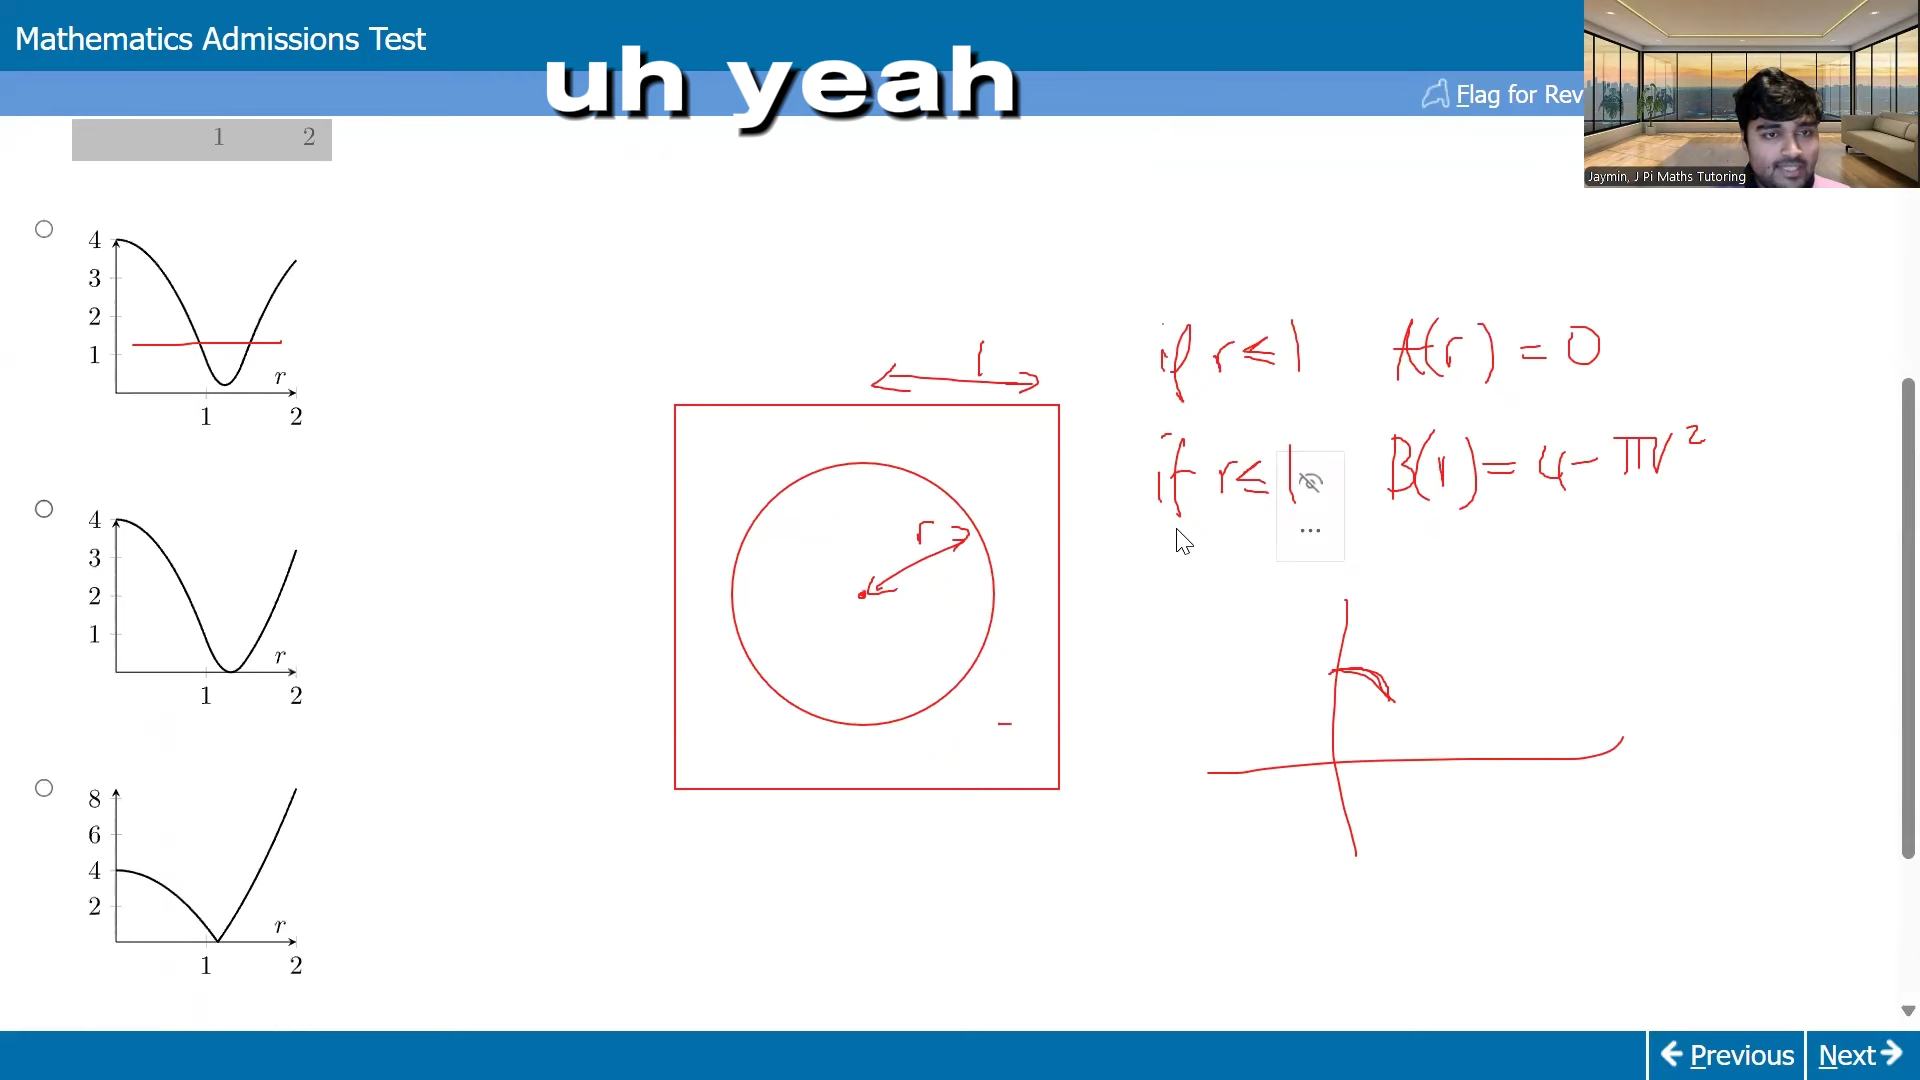 Mathematics Admissions Test
uh yeah
Flag for Rev
Jaymin, J Pi Maths Tutoring
1 2
4
3
2
1
r
1 2
4
3
2
1
r
1 2
8
6
4
2
r
1 2
1
r
if r ≤ 1 A(r) = 0
if r ≤ 1 B(r) = 4 - πr²
Previous
Next